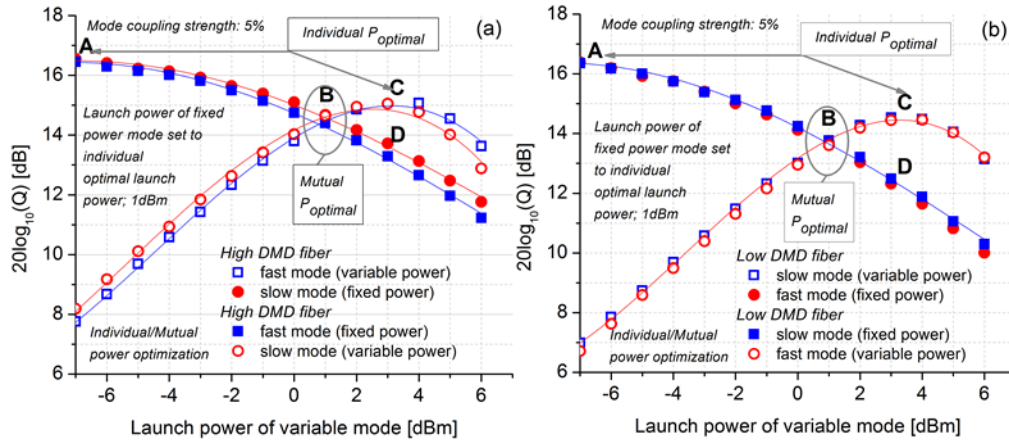 Mode coupling strength: 5%
(a)
Individual P_optimal
A
C
B
D
Launch power of fixed
power mode set to
individual
optimal launch
power; 1dBm
Mutual
P_optimal
High DMD fiber
fast mode (variable power)
slow mode (fixed power)
High DMD fiber
fast mode (fixed power)
slow mode (variable power)
Individual/Mutual
power optimization
20log10(Q) [dB]
18
16
14
12
10
8
6
-6
-4
-2
0
2
4
6
Launch power of variable mode [dBm]
Mode coupling strength: 5%
(b)
Individual P_optimal
A
C
B
D
Launch power of
fixed power mode set
to individual
optimal launch
power; 1dBm
Mutual
P_optimal
Low DMD fiber
slow mode (variable power)
fast mode (fixed power)
Low DMD fiber
slow mode (fixed power)
fast mode (variable power)
Individual/Mutual
power optimization
20log10(Q) [dB]
18
16
14
12
10
8
6
-6
-4
-2
0
2
4
6
Launch power of variable mode [dBm]